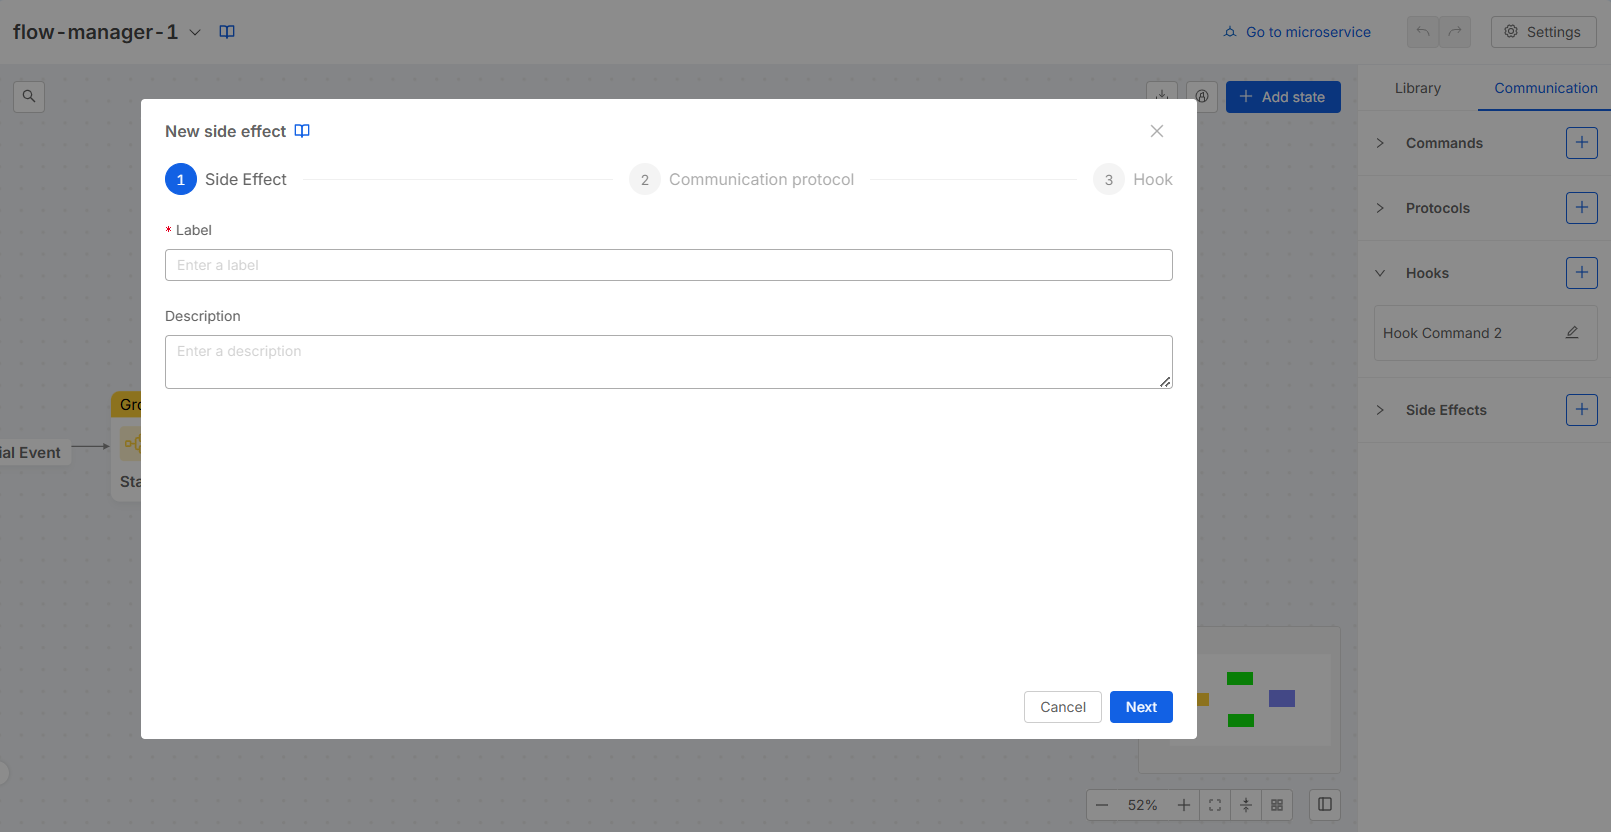 flow-manager-1
Go to microservice
Settings
Add state
Library
Communication
New side effect
1 Side Effect
2 Communication protocol
3 Hook
* Label
Enter a label
Description
Enter a description
Cancel
Next
Commands
Protocols
Hooks
Hook Command 2
Side Effects
Gro
ial Event
Sta
52%